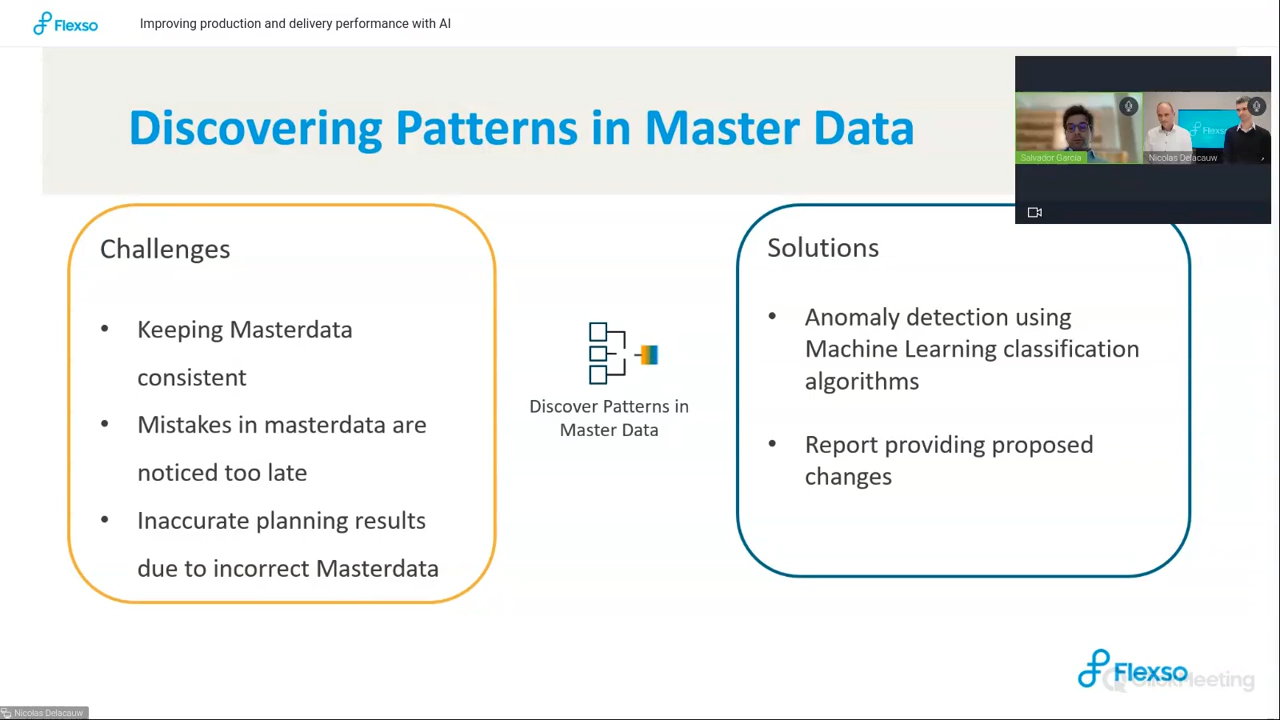 Flexso
Improving production and delivery performance with AI
Discovering Patterns in Master Data
Salvador Garcia
Flexso
Nicolas Delacauw
Challenges
• Keeping Masterdata
consistent
• Mistakes in masterdata are
noticed too late
• Inaccurate planning results
due to incorrect Masterdata
Discover Patterns in
Master Data
Solutions
• Anomaly detection using
Machine Learning classification
algorithms
• Report providing proposed
changes
Flexso
ClickMeeting
Nicolas Delacauw